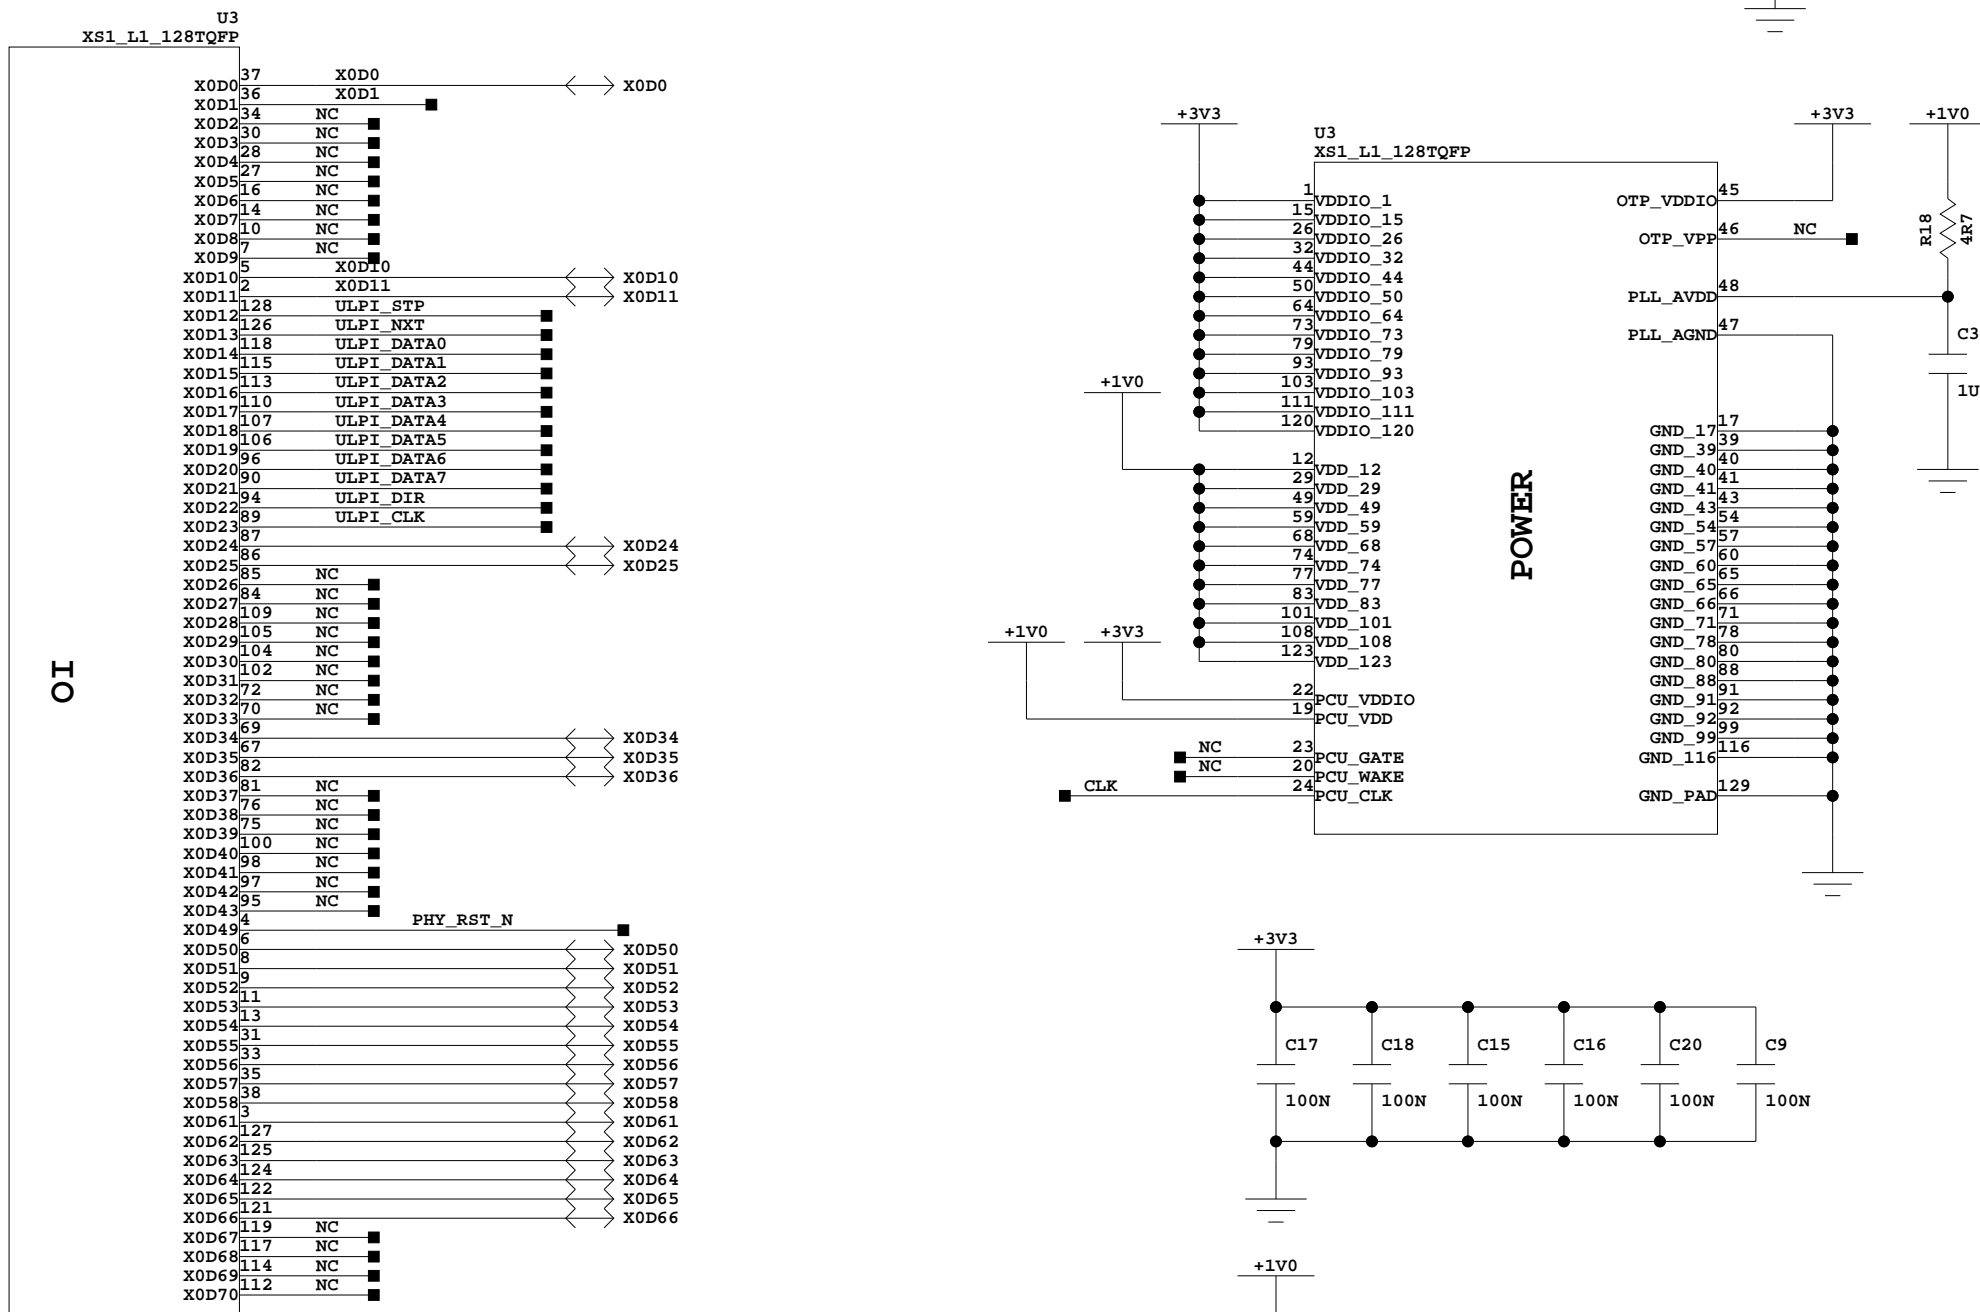 U3
XS1_L1_128TQFP
IO
X0D0 37 X0D0 X0D0
X0D1 36 X0D1
X0D2 34 NC
X0D3 30 NC
X0D4 28 NC
X0D5 27 NC
X0D6 16 NC
X0D7 14 NC
X0D8 10 NC
X0D9 7 NC
X0D10 5 X0D10 X0D10
X0D11 2 X0D11 X0D11
X0D12 128 ULPI_STP
X0D13 126 ULPI_NXT
X0D14 118 ULPI_DATA0
X0D15 115 ULPI_DATA1
X0D16 113 ULPI_DATA2
X0D17 110 ULPI_DATA3
X0D18 107 ULPI_DATA4
X0D19 106 ULPI_DATA5
X0D20 96 ULPI_DATA6
X0D21 90 ULPI_DATA7
X0D22 94 ULPI_DIR
X0D23 89 ULPI_CLK
X0D24 87 X0D24
X0D25 86 X0D25
X0D26 85 NC
X0D27 84 NC
X0D28 109 NC
X0D29 105 NC
X0D30 104 NC
X0D31 102 NC
X0D32 72 NC
X0D33 70 NC
X0D34 69 X0D34
X0D35 67 X0D35
X0D36 82 X0D36
X0D37 81 NC
X0D38 76 NC
X0D39 75 NC
X0D40 100 NC
X0D41 98 NC
X0D42 97 NC
X0D43 95 NC
X0D49 4 PHY_RST_N
X0D50 6 X0D50
X0D51 8 X0D51
X0D52 9 X0D52
X0D53 11 X0D53
X0D54 13 X0D54
X0D55 31 X0D55
X0D56 33 X0D56
X0D57 35 X0D57
X0D58 38 X0D58
X0D61 3 X0D61
X0D62 127 X0D62
X0D63 125 X0D63
X0D64 124 X0D64
X0D65 122 X0D65
X0D66 121 X0D66
X0D67 119 NC
X0D68 117 NC
X0D69 114 NC
X0D70 112 NC
U3
XS1_L1_128TQFP
POWER
+3V3
1 VDDIO_1
15 VDDIO_15
26 VDDIO_26
32 VDDIO_32
44 VDDIO_44
50 VDDIO_50
64 VDDIO_64
73 VDDIO_73
79 VDDIO_79
93 VDDIO_93
103 VDDIO_103
111 VDDIO_111
120 VDDIO_120
+1V0
12 VDD_12
29 VDD_29
49 VDD_49
59 VDD_59
68 VDD_68
74 VDD_74
77 VDD_77
83 VDD_83
101 VDD_101
108 VDD_108
123 VDD_123
+1V0 +3V3
22 PCU_VDDIO
19 PCU_VDD
NC 23 PCU_GATE
NC 20 PCU_WAKE
CLK 24 PCU_CLK
+3V3 +1V0
OTP_VDDIO 45
OTP_VPP 46 NC
R18 4R7
PLL_AVDD 48
PLL_AGND 47
C3
1U
GND_17 17
GND_39 39
GND_40 40
GND_41 41
GND_43 43
GND_54 54
GND_57 57
GND_60 60
GND_65 65
GND_66 66
GND_71 71
GND_78 78
GND_80 80
GND_88 88
GND_91 91
GND_92 92
GND_99 99
GND_116 116
GND_PAD 129
+3V3
C17 C18 C15 C16 C20 C9
100N 100N 100N 100N 100N 100N
+1V0